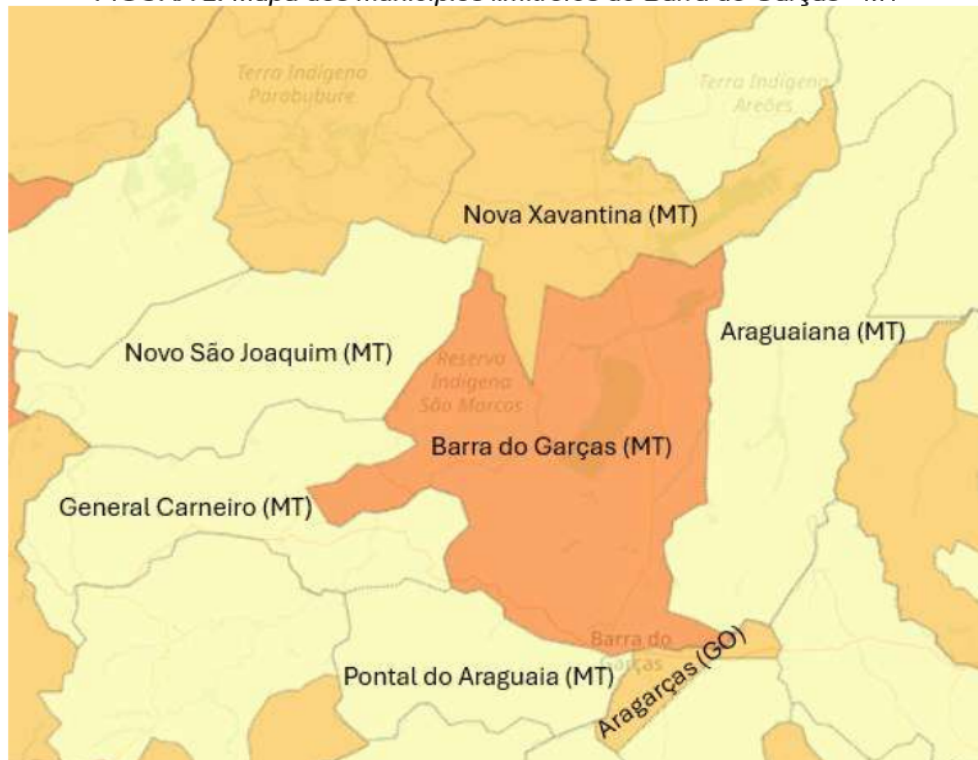 Terra Indígena
Parabubure
Terra Indígena
Areões
Nova Xavantina (MT)
Araguaiana (MT)
Novo São Joaquim (MT)
Reserva
Indígena
São Marcos
Barra do Garças (MT)
General Carneiro (MT)
Barra do
Garças
Aragarças (GO)
Pontal do Araguaia (MT)